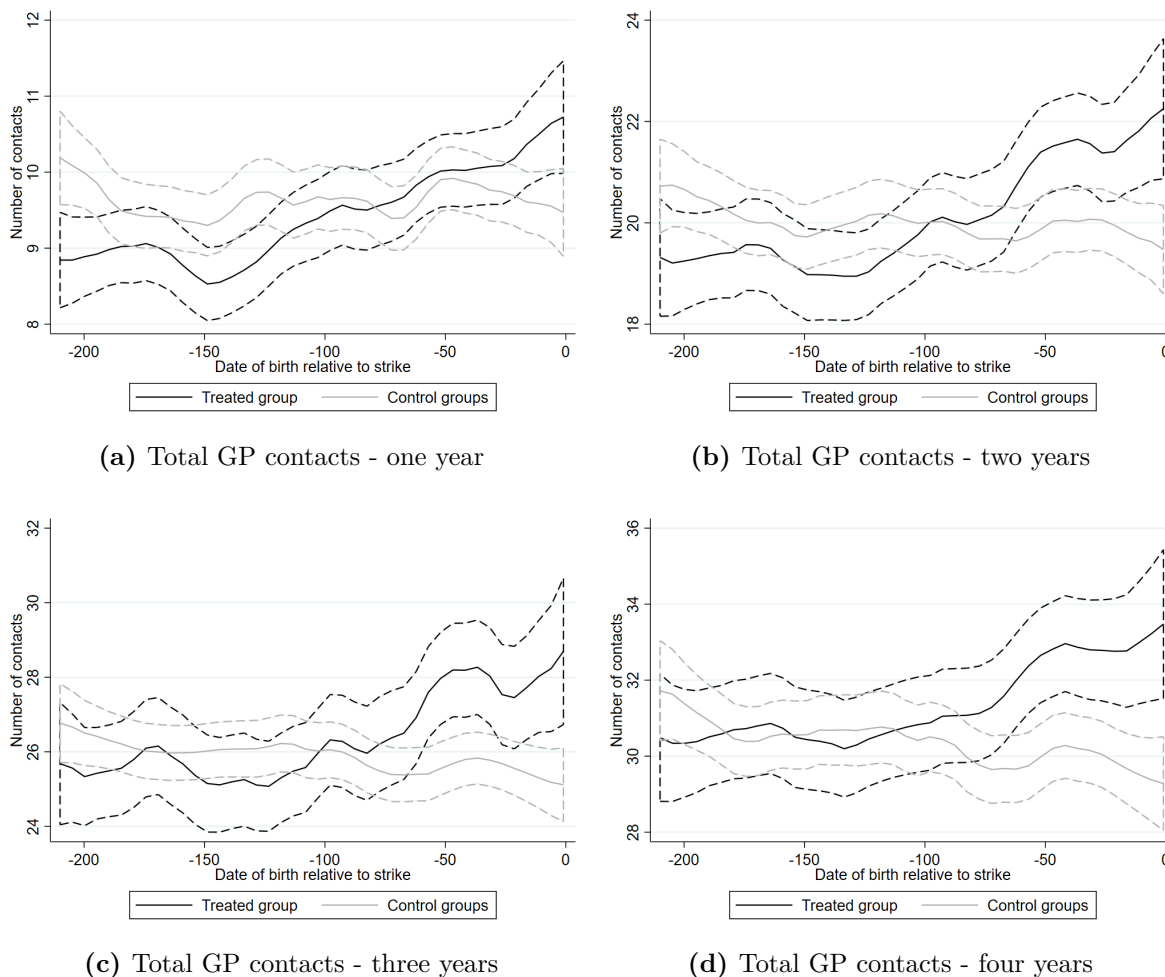 12
11
10
9
8
Number of contacts
-200 -150 -100 -50 0
Date of birth relative to strike
Treated group Control groups
(a) Total GP contacts - one year
24
22
20
18
Number of contacts
-200 -150 -100 -50 0
Date of birth relative to strike
Treated group Control groups
(b) Total GP contacts - two years
32
30
28
26
24
Number of contacts
-200 -150 -100 -50 0
Date of birth relative to strike
Treated group Control groups
(c) Total GP contacts - three years
36
34
32
30
28
Number of contacts
-200 -150 -100 -50 0
Date of birth relative to strike
Treated group Control groups
(d) Total GP contacts - four years